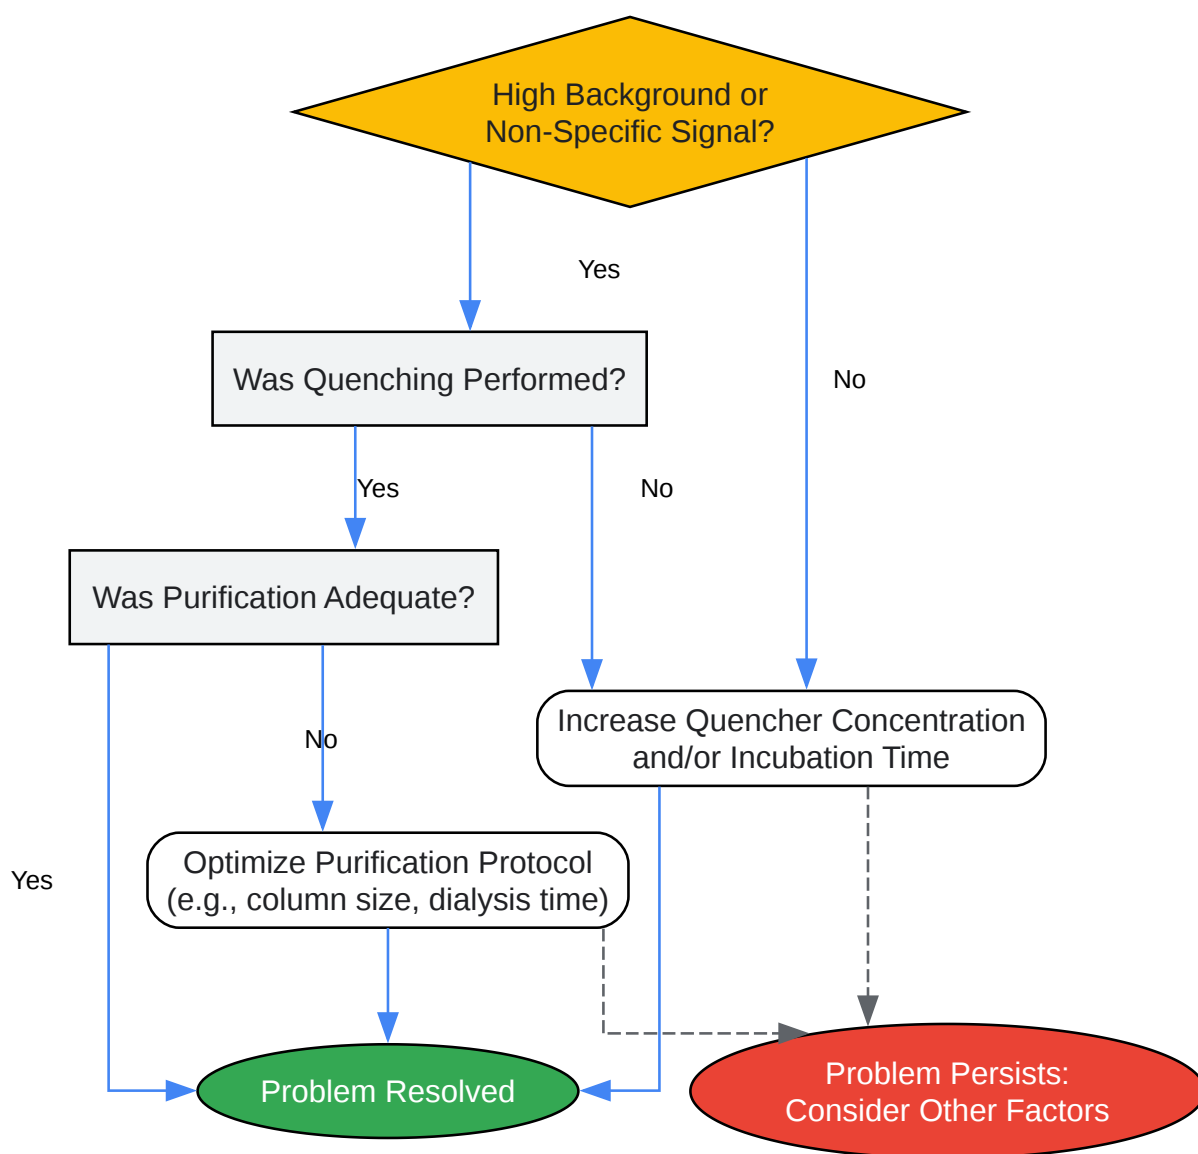 High Background or
Non-Specific Signal?
Yes
Was Quenching Performed?
No
Yes
No
Was Purification Adequate?
Increase Quencher Concentration
and/or Incubation Time
No
Optimize Purification Protocol
(e.g., column size, dialysis time)
Yes
Problem Resolved
Problem Persists:
Consider Other Factors